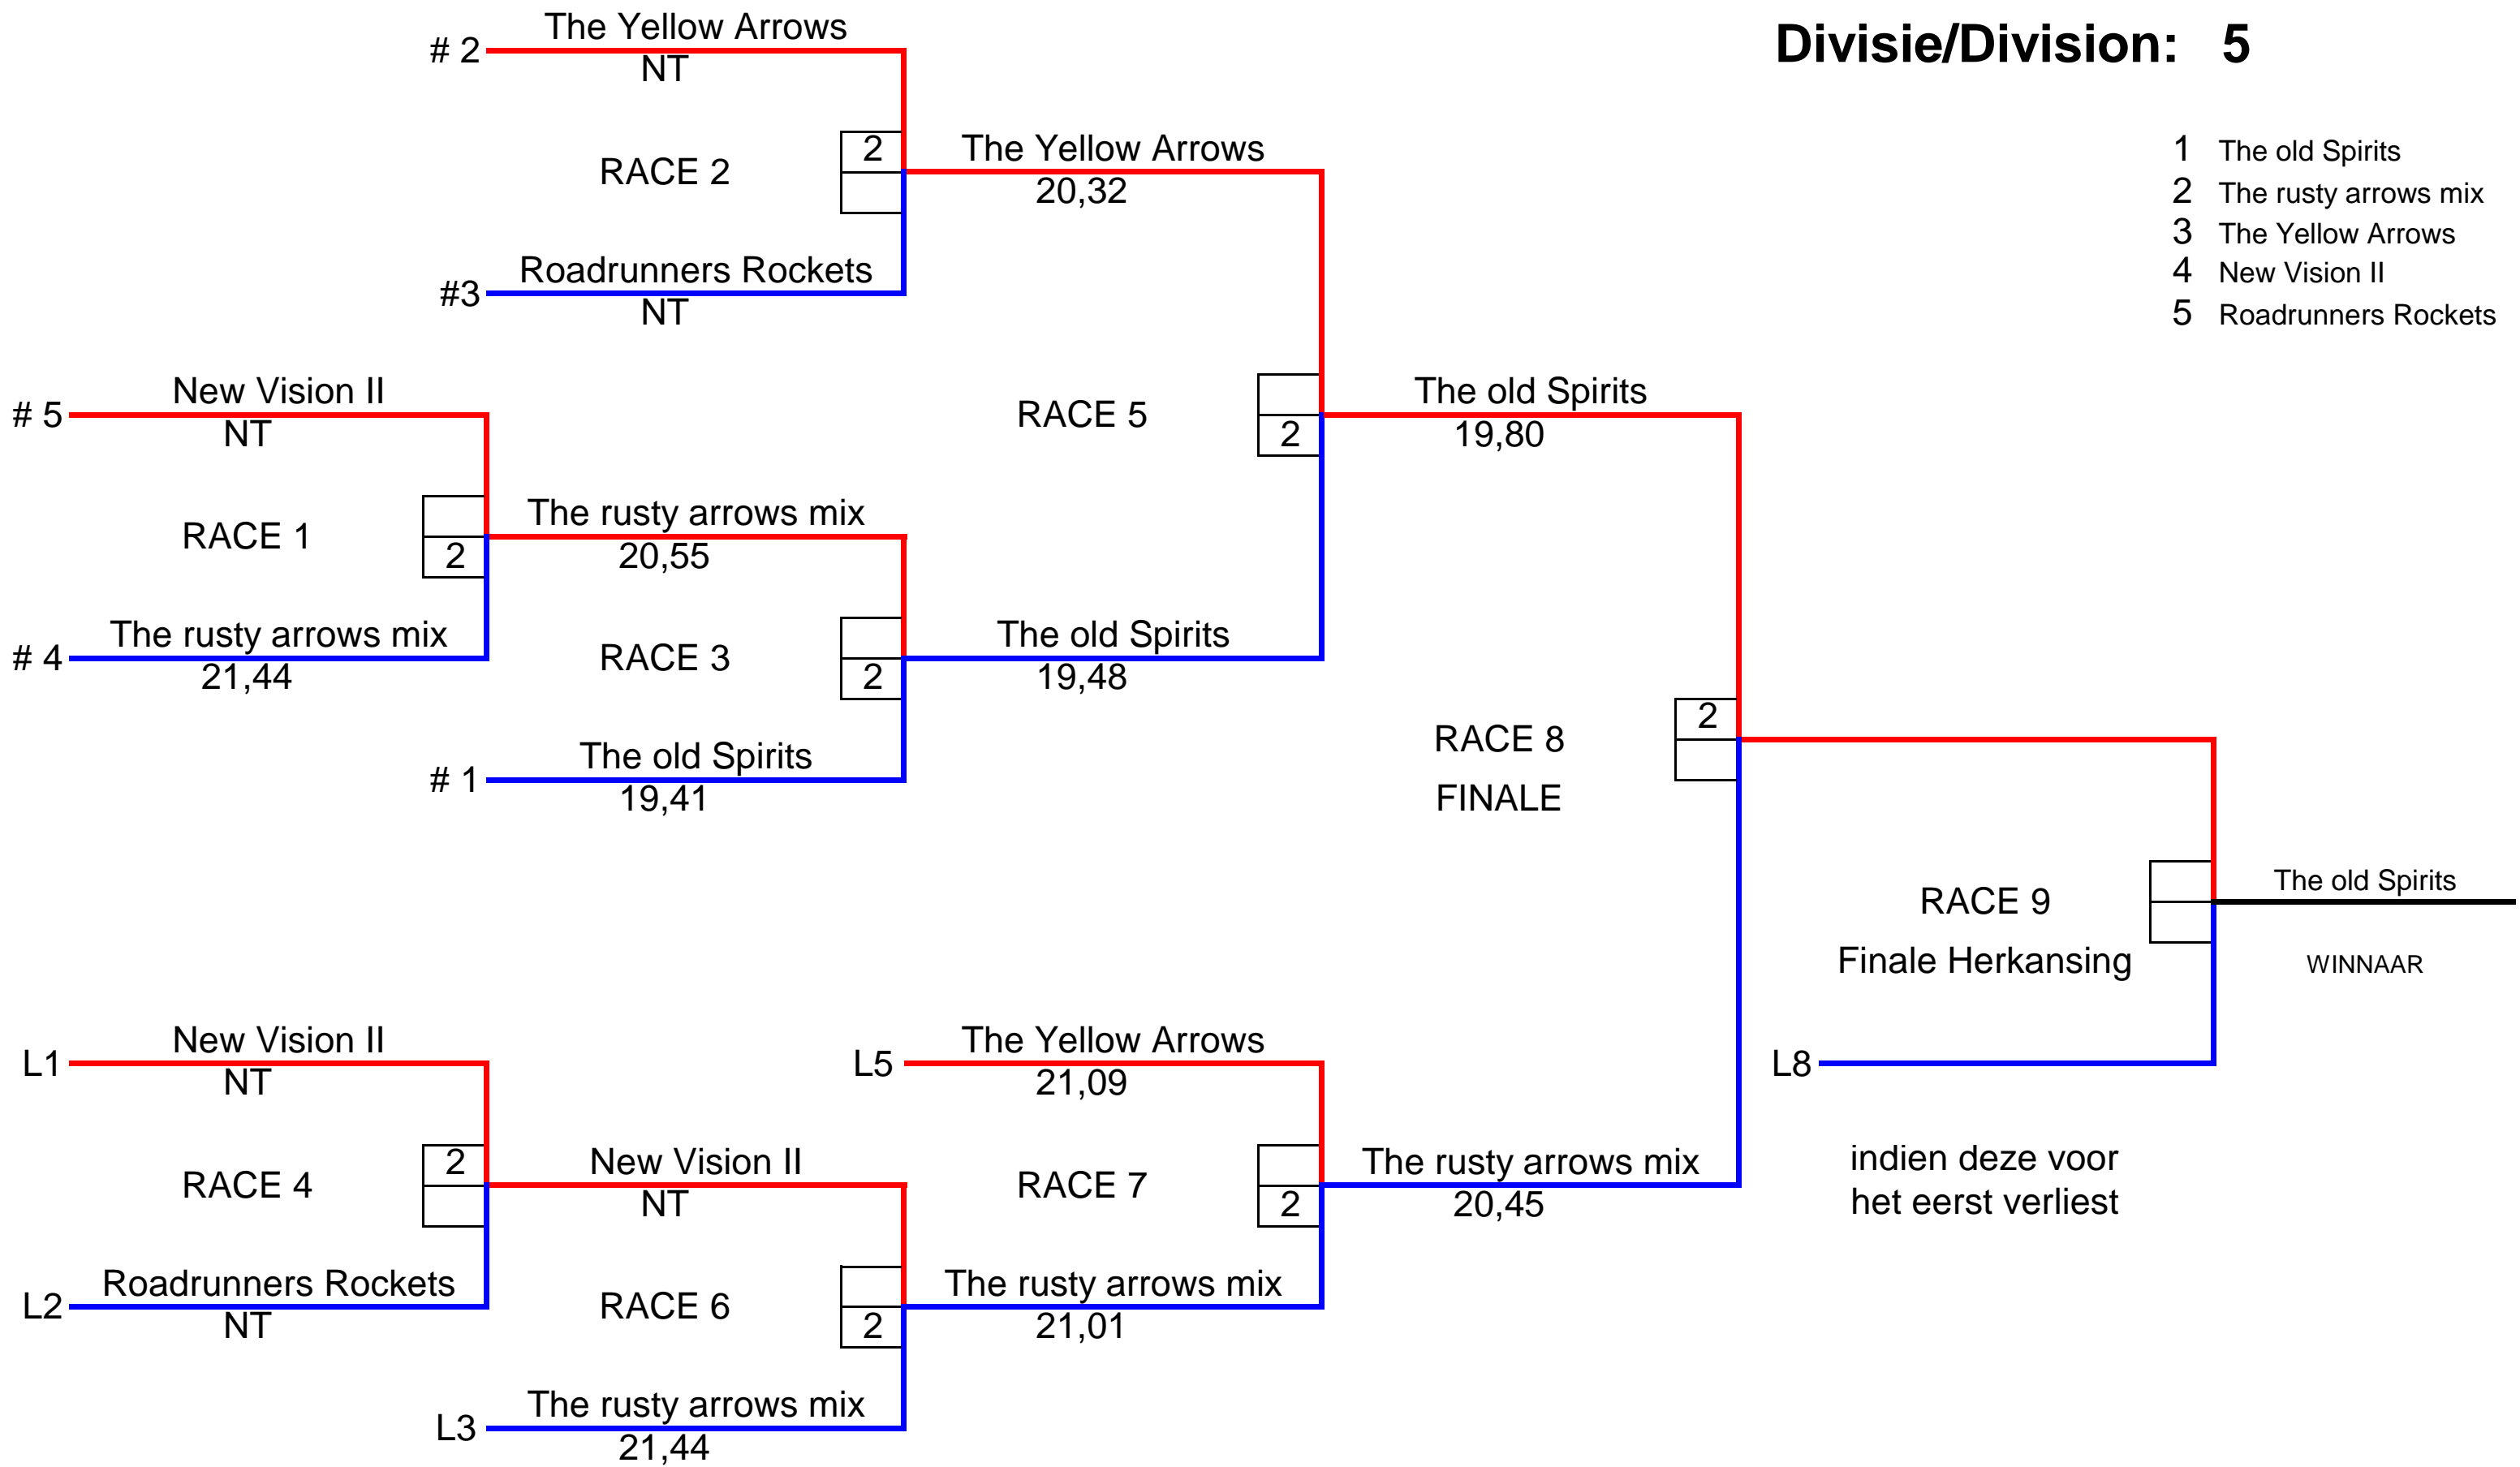 Divisie/Division: 5
1 The old Spirits
2 The rusty arrows mix
3 The Yellow Arrows
4 New Vision II
5 Roadrunners Rockets
The Yellow Arrows
# 2
NT
RACE 2
2
Roadrunners Rockets
#3
NT
The Yellow Arrows
20,32
New Vision II
# 5
NT
RACE 1
2
The rusty arrows mix
# 4
21,44
The rusty arrows mix
20,55
RACE 3
2
The old Spirits
# 1
19,41
The old Spirits
19,48
RACE 5
2
The old Spirits
19,80
RACE 8
FINALE
2
RACE 9
Finale Herkansing
The old Spirits
WINNAAR
L8
indien deze voor
het eerst verliest
New Vision II
L1
NT
RACE 4
2
Roadrunners Rockets
L2
NT
New Vision II
NT
RACE 6
2
The rusty arrows mix
L3
21,44
The Yellow Arrows
L5
21,09
RACE 7
2
The rusty arrows mix
21,01
The rusty arrows mix
20,45